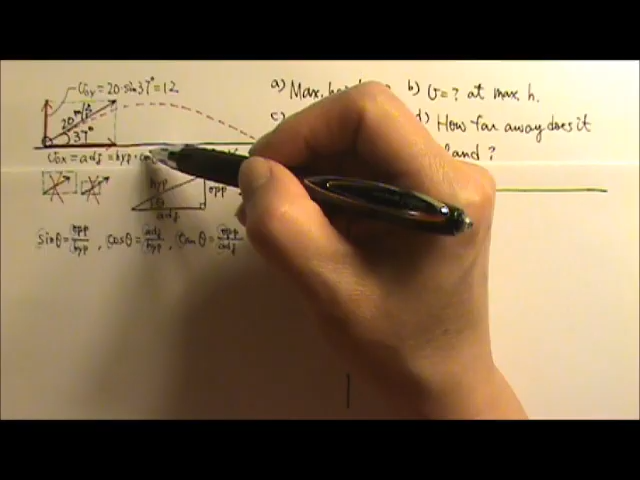 v₀y = 20·sin37° = 12
20 m/s
37°
v₀x = adj = hyp·cos
hyp
opp
θ
adj
sinθ = opp/hyp , cosθ = adj/hyp , tanθ = opp/adj
a) Max.
b) v = ? at max. h.
c)
d) How far away does it
land ?